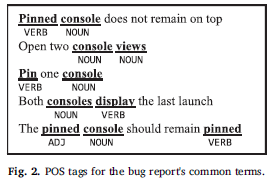 Pinned console does not remain on top
VERB NOUN
Open two console views
NOUN NOUN
Pin one console
VERB NOUN
Both consoles display the last launch
NOUN VERB
The pinned console should remain pinned
ADJ NOUN VERB
Fig. 2. POS tags for the bug report's common terms.